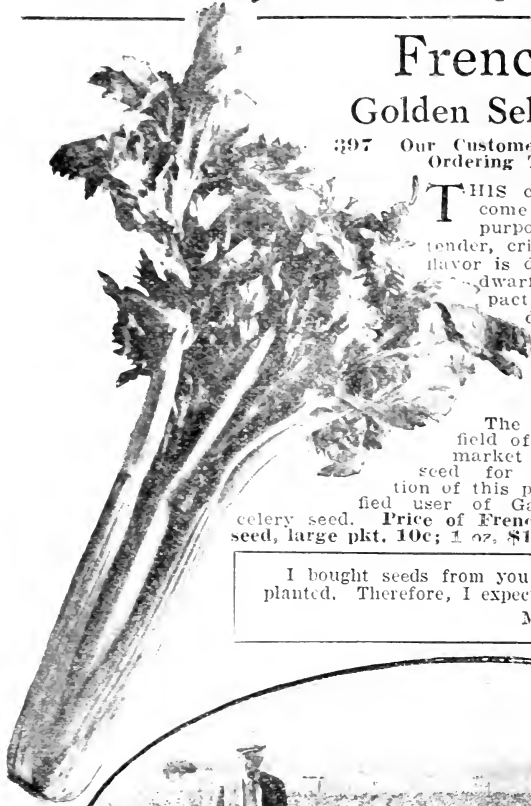 Frenc
Golden Sel
397 Our Custome
Ordering T
THIS c
come
purpo
tender, cri
flavor is d
dwarf
pact
d
The
field of
market
seed for
tion of this p
fied user of Ga
celery seed. Price of Frenc
seed, large pkt. 10c; 1 oz, $1
I bought seeds from you
planted. Therefore, I expec
M